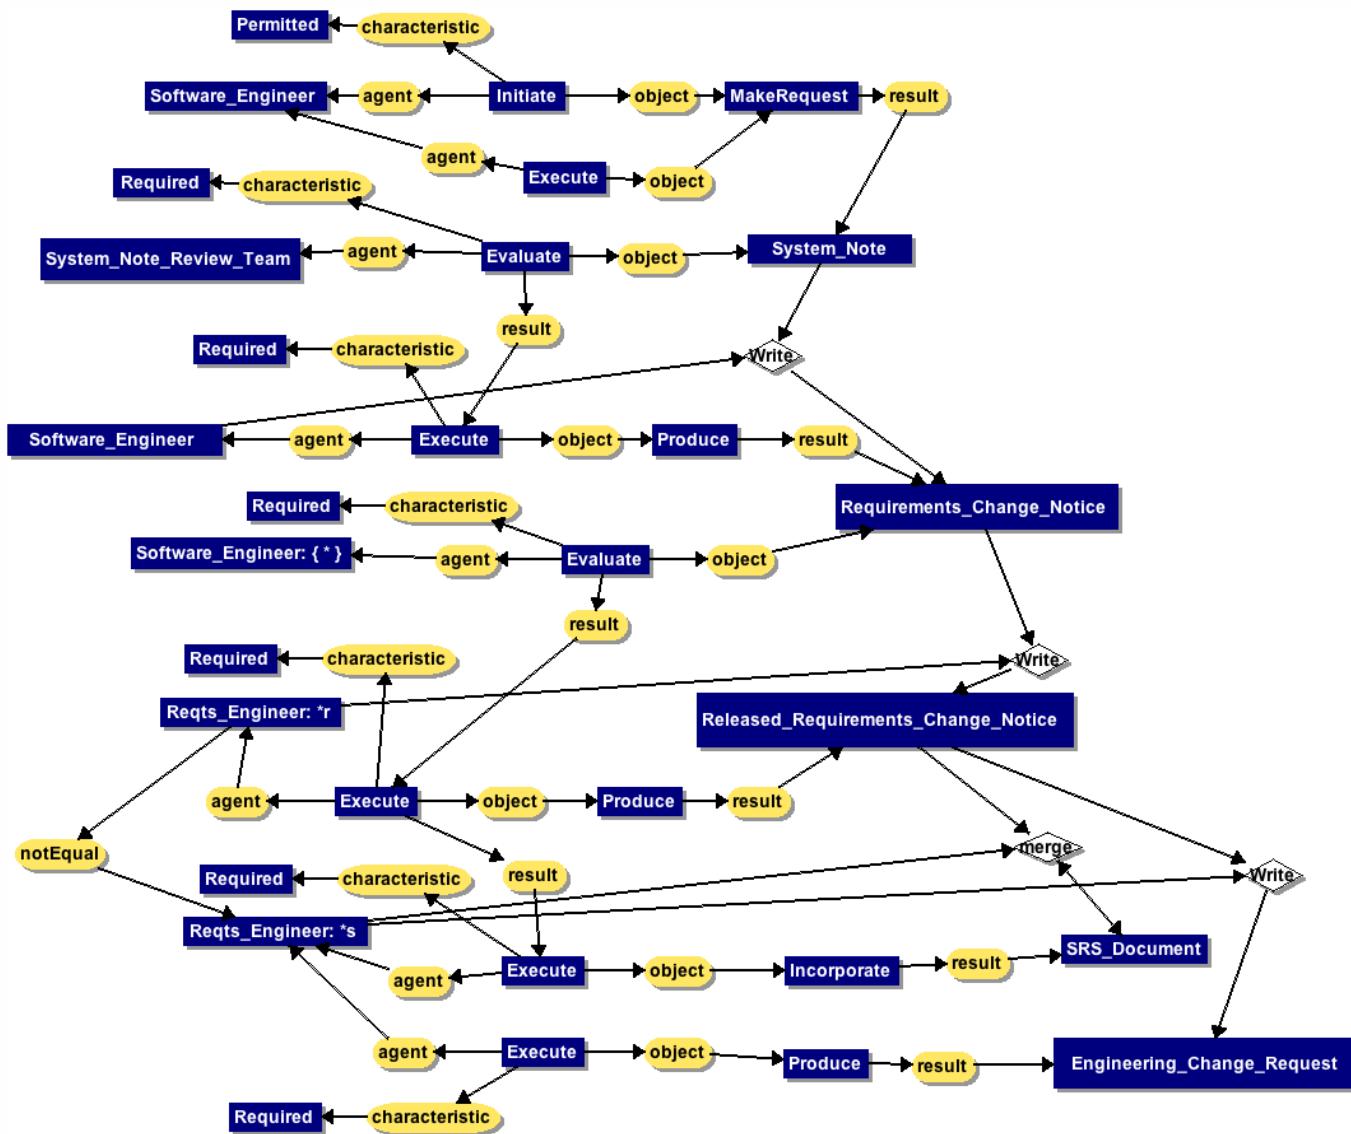 Permitted
characteristic
Software_Engineer
agent
Initiate
object
MakeRequest
result
agent
Execute
object
Required
characteristic
System_Note_Review_Team
agent
Evaluate
object
System_Note
result
Required
characteristic
Write
Software_Engineer
agent
Execute
object
Produce
result
Required
characteristic
Requirements_Change_Notice
Software_Engineer: { * }
agent
Evaluate
object
result
Required
characteristic
Write
Reqts_Engineer: *r
Released_Requirements_Change_Notice
agent
Execute
object
Produce
result
notEqual
merge
Required
characteristic
result
Write
Reqts_Engineer: *s
SRS_Document
agent
Execute
object
Incorporate
result
agent
Execute
object
Produce
result
Engineering_Change_Request
Required
characteristic